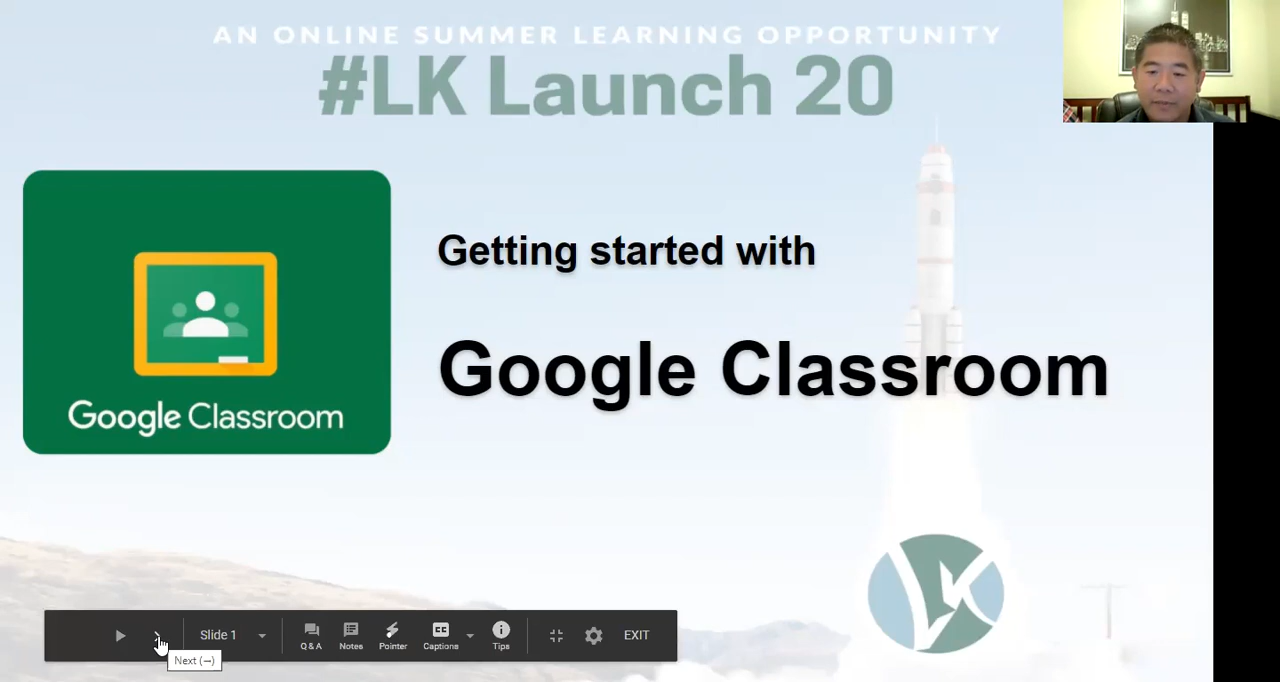 AN ONLINE SUMMER LEARNING OPPORTUNITY
#LK Launch 20
Getting started with
Google Classroom
Google Classroom
LK
Slide 1
Q & A
Notes
Pointer
Captions
Tips
EXIT
Next (→)